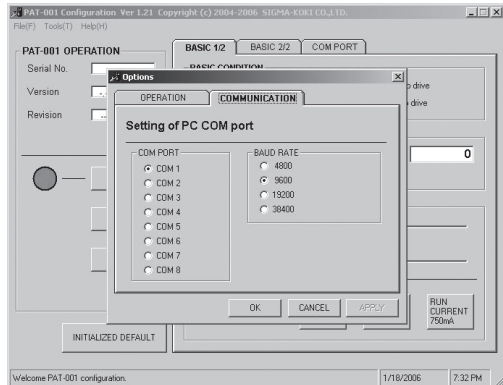 PAT-001 Configuration Ver 1.21 Copyright (c) 2004-2006 SIGMA-KOKI CO.,LTD.
File(F) Tools(T) Help(H)
PAT-001 OPERATION
Serial No.
Version
Revision
INITIALIZED DEFAULT
BASIC 1/2 BASIC 2/2 COM PORT
BASIC CONDITION
drive
drive
0
RUN CURRENT 750mA
Options
OPERATION COMMUNICATION
Setting of PC COM port
COM PORT
COM 1
COM 2
COM 3
COM 4
COM 5
COM 6
COM 7
COM 8
BAUD RATE
4800
9600
19200
38400
OK CANCEL APPLY
Welcome PAT-001 configuration. 1/18/2006 7:32 PM